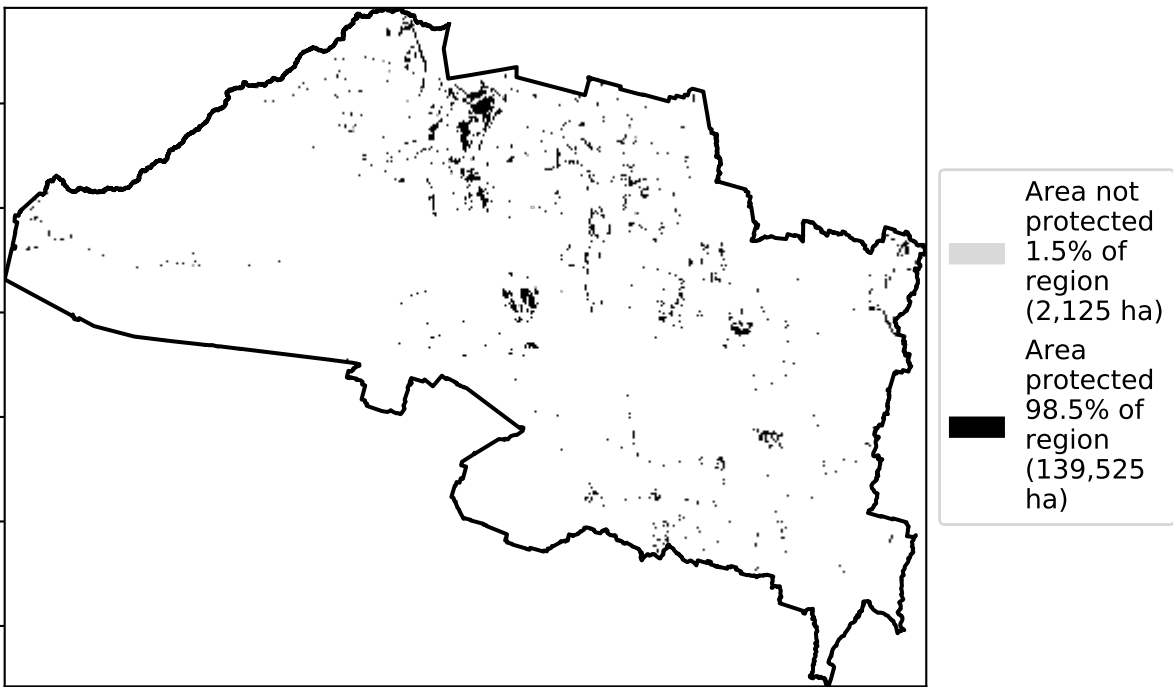 Area not
protected
1.5% of
region
(2,125 ha)
Area
protected
98.5% of
region
(139,525
ha)